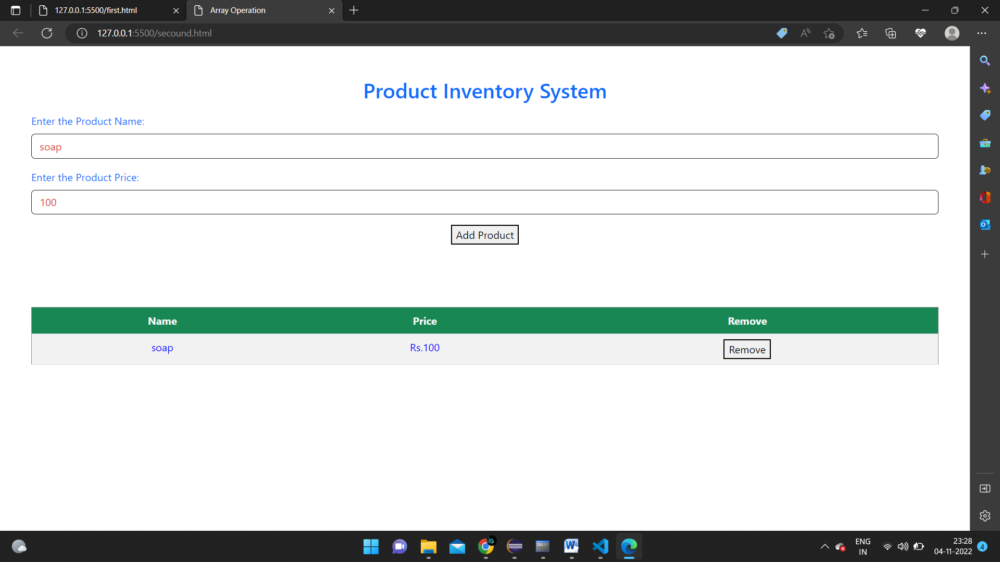 127.0.0.1:5500/first.html
Array Operation
127.0.0.1:5500/secound.html
Product Inventory System
Enter the Product Name:
soap
Enter the Product Price:
100
Add Product
Name Price Remove
soap Rs.100 Remove
ENG
IN
23:28
04-11-2022
4